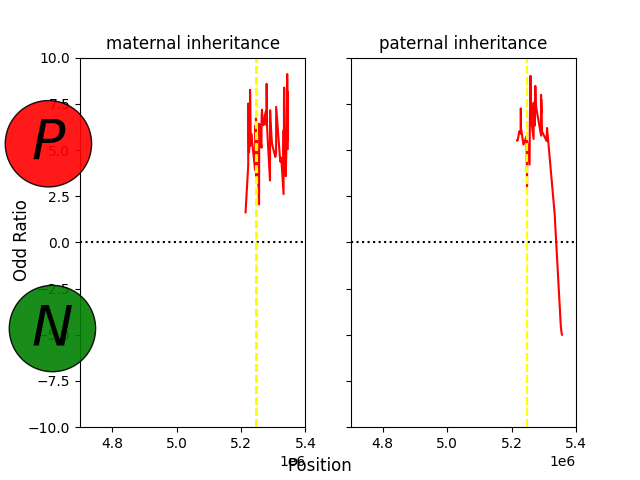 maternal inheritance paternal inheritance
10.0
7.5
5.0
2.5
0.0
−2.5
−5.0
−7.5
−10.0
P
N
Odd Ratio
4.8 5.0 5.2 5.4 4.8 5.0 5.2 5.4
1e6 1e6
Position